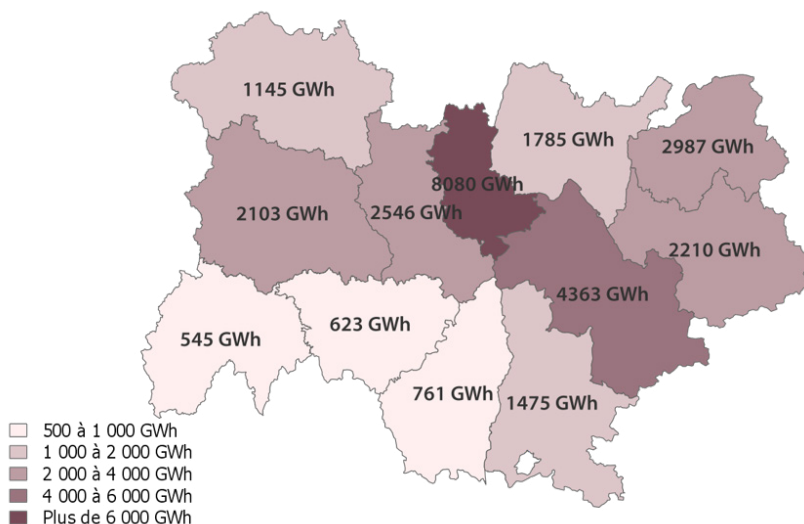 1145 GWh
1785 GWh
2987 GWh
8080 GWh
2103 GWh
2546 GWh
2210 GWh
4363 GWh
623 GWh
545 GWh
761 GWh
1475 GWh
500 à 1 000 GWh
1 000 à 2 000 GWh
2 000 à 4 000 GWh
4 000 à 6 000 GWh
Plus de 6 000 GWh